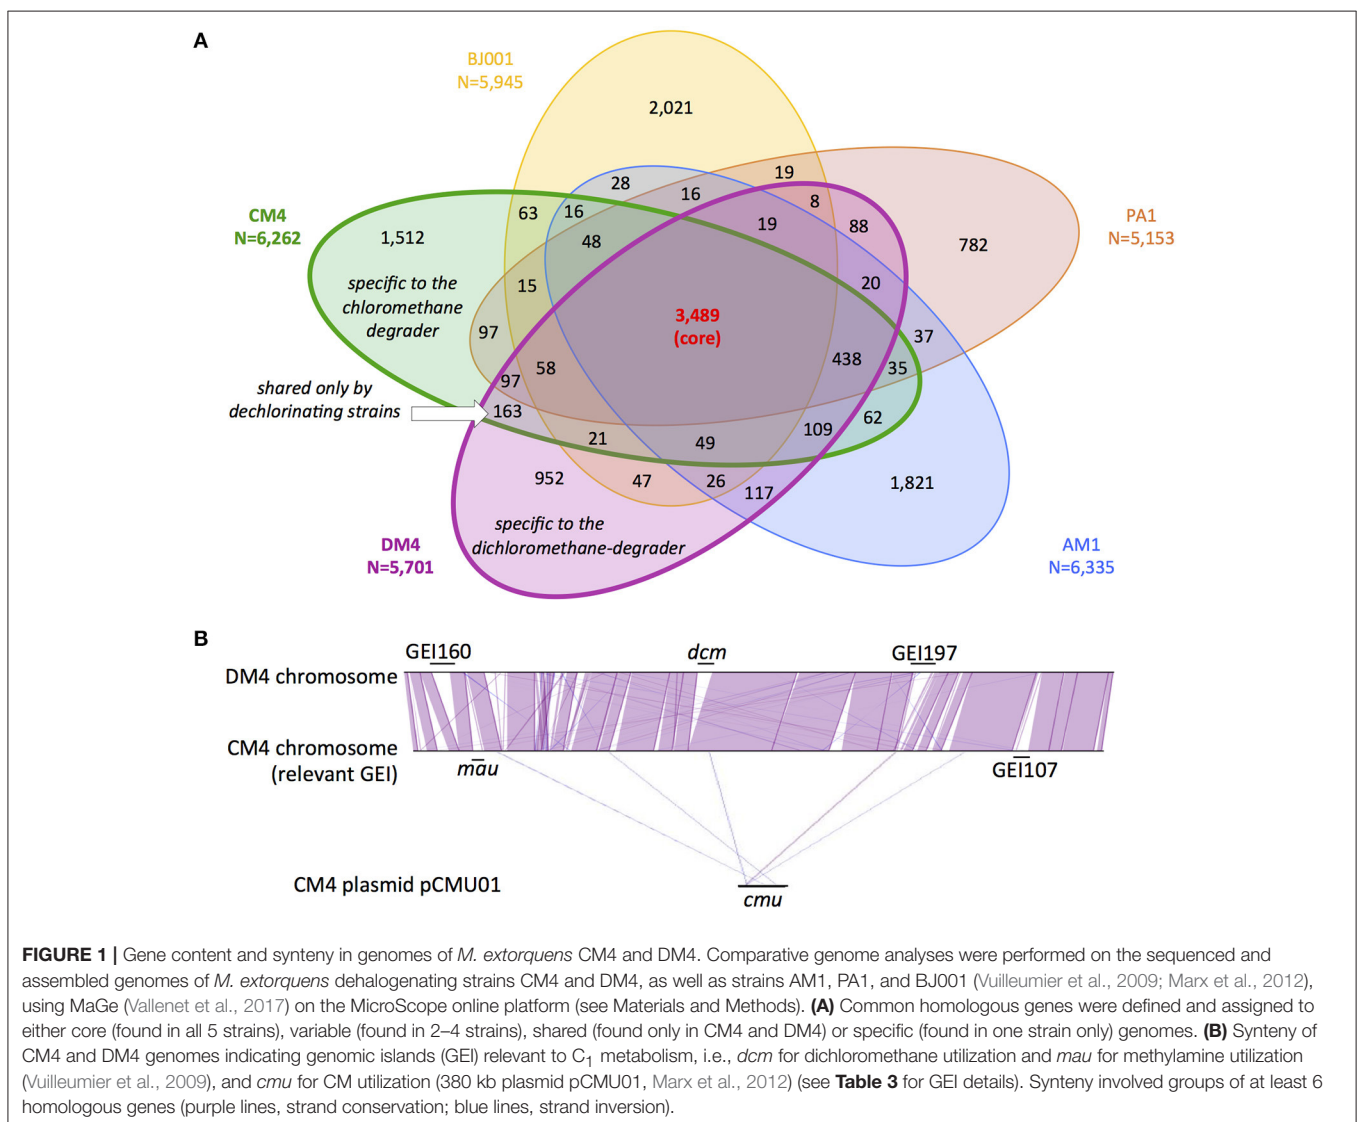 A
BJ001
N=5,945
2,021
19
28
16
8
CM4
N=6,262
63
16
19
88
PA1
N=5,153
1,512
48
782
specific to the
chloromethane
degrader
15
20
3,489
(core)
97
37
438
35
58
97
shared only by
dechlorinating strains
163
62
109
21
49
952
47
26
117
1,821
specific to the
dichloromethane-degrader
DM4
N=5,701
AM1
N=6,335
B
GEI160
dcm
GEI197
DM4 chromosome
CM4 chromosome
(relevant GEI)
mau
GEI107
CM4 plasmid pCMU01
cmu
FIGURE 1 | Gene content and synteny in genomes of M. extorquens CM4 and DM4. Comparative genome analyses were performed on the sequenced and
assembled genomes of M. extorquens dehalogenating strains CM4 and DM4, as well as strains AM1, PA1, and BJ001 (Vuilleumier et al., 2009; Marx et al., 2012),
using MaGe (Vallenet et al., 2017) on the MicroScope online platform (see Materials and Methods). (A) Common homologous genes were defined and assigned to
either core (found in all 5 strains), variable (found in 2–4 strains), shared (found only in CM4 and DM4) or specific (found in one strain only) genomes. (B) Synteny of
CM4 and DM4 genomes indicating genomic islands (GEI) relevant to C₁ metabolism, i.e., dcm for dichloromethane utilization and mau for methylamine utilization
(Vuilleumier et al., 2009), and cmu for CM utilization (380 kb plasmid pCMU01, Marx et al., 2012) (see Table 3 for GEI details). Synteny involved groups of at least 6
homologous genes (purple lines, strand conservation; blue lines, strand inversion).